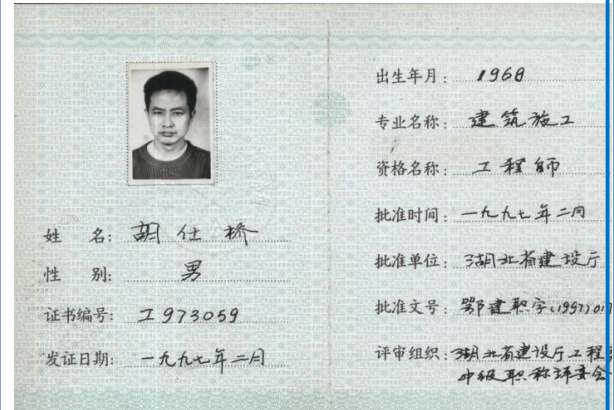 姓 名: 胡仕桥
性 别: 男
证书编号: 工973059
发证日期: 一九九七年二月
出生年月: 1968
专业名称: 建筑施工
资格名称: 工程师
批准时间: 一九九七年二月
批准单位: 湖北省建设厅
批准文号: 鄂建职字(1997)017
评审组织: 湖北省建设厅工程
中级职称评委会